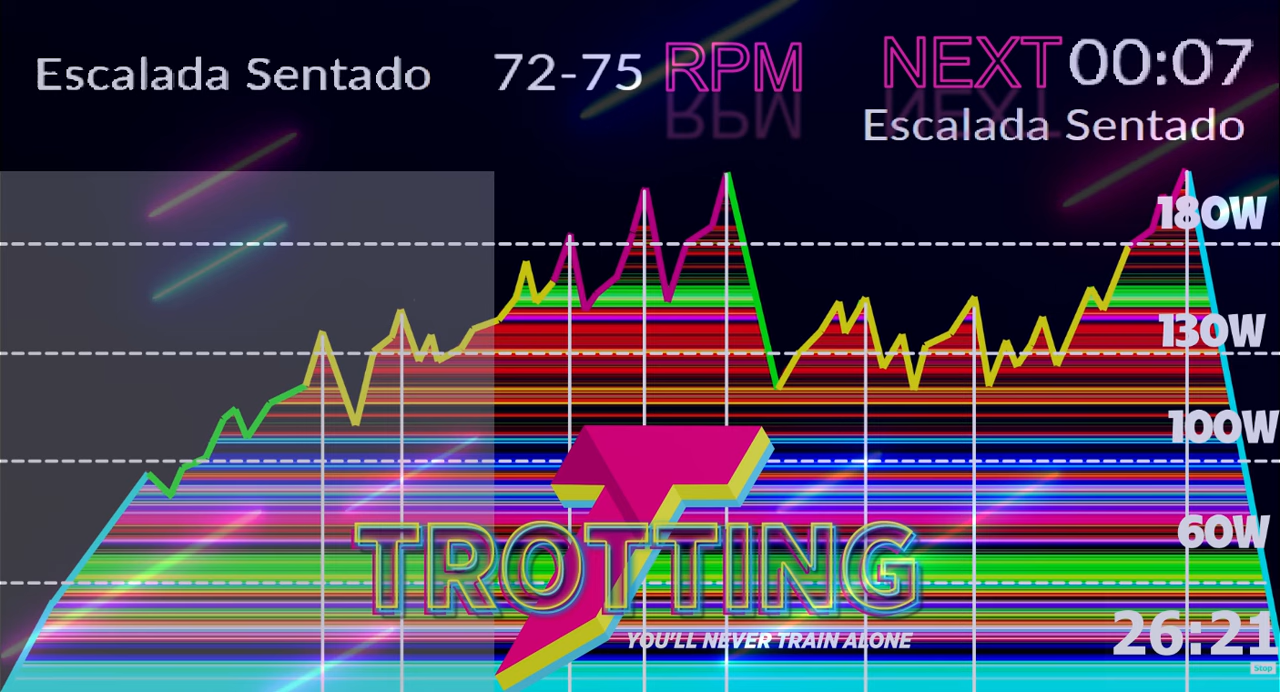 Escalada Sentado 72-75 RPM NEXT 00:07
Escalada Sentado
180W
130W
100W
60W
TROTTING
YOU'LL NEVER TRAIN ALONE
26:21
Stop